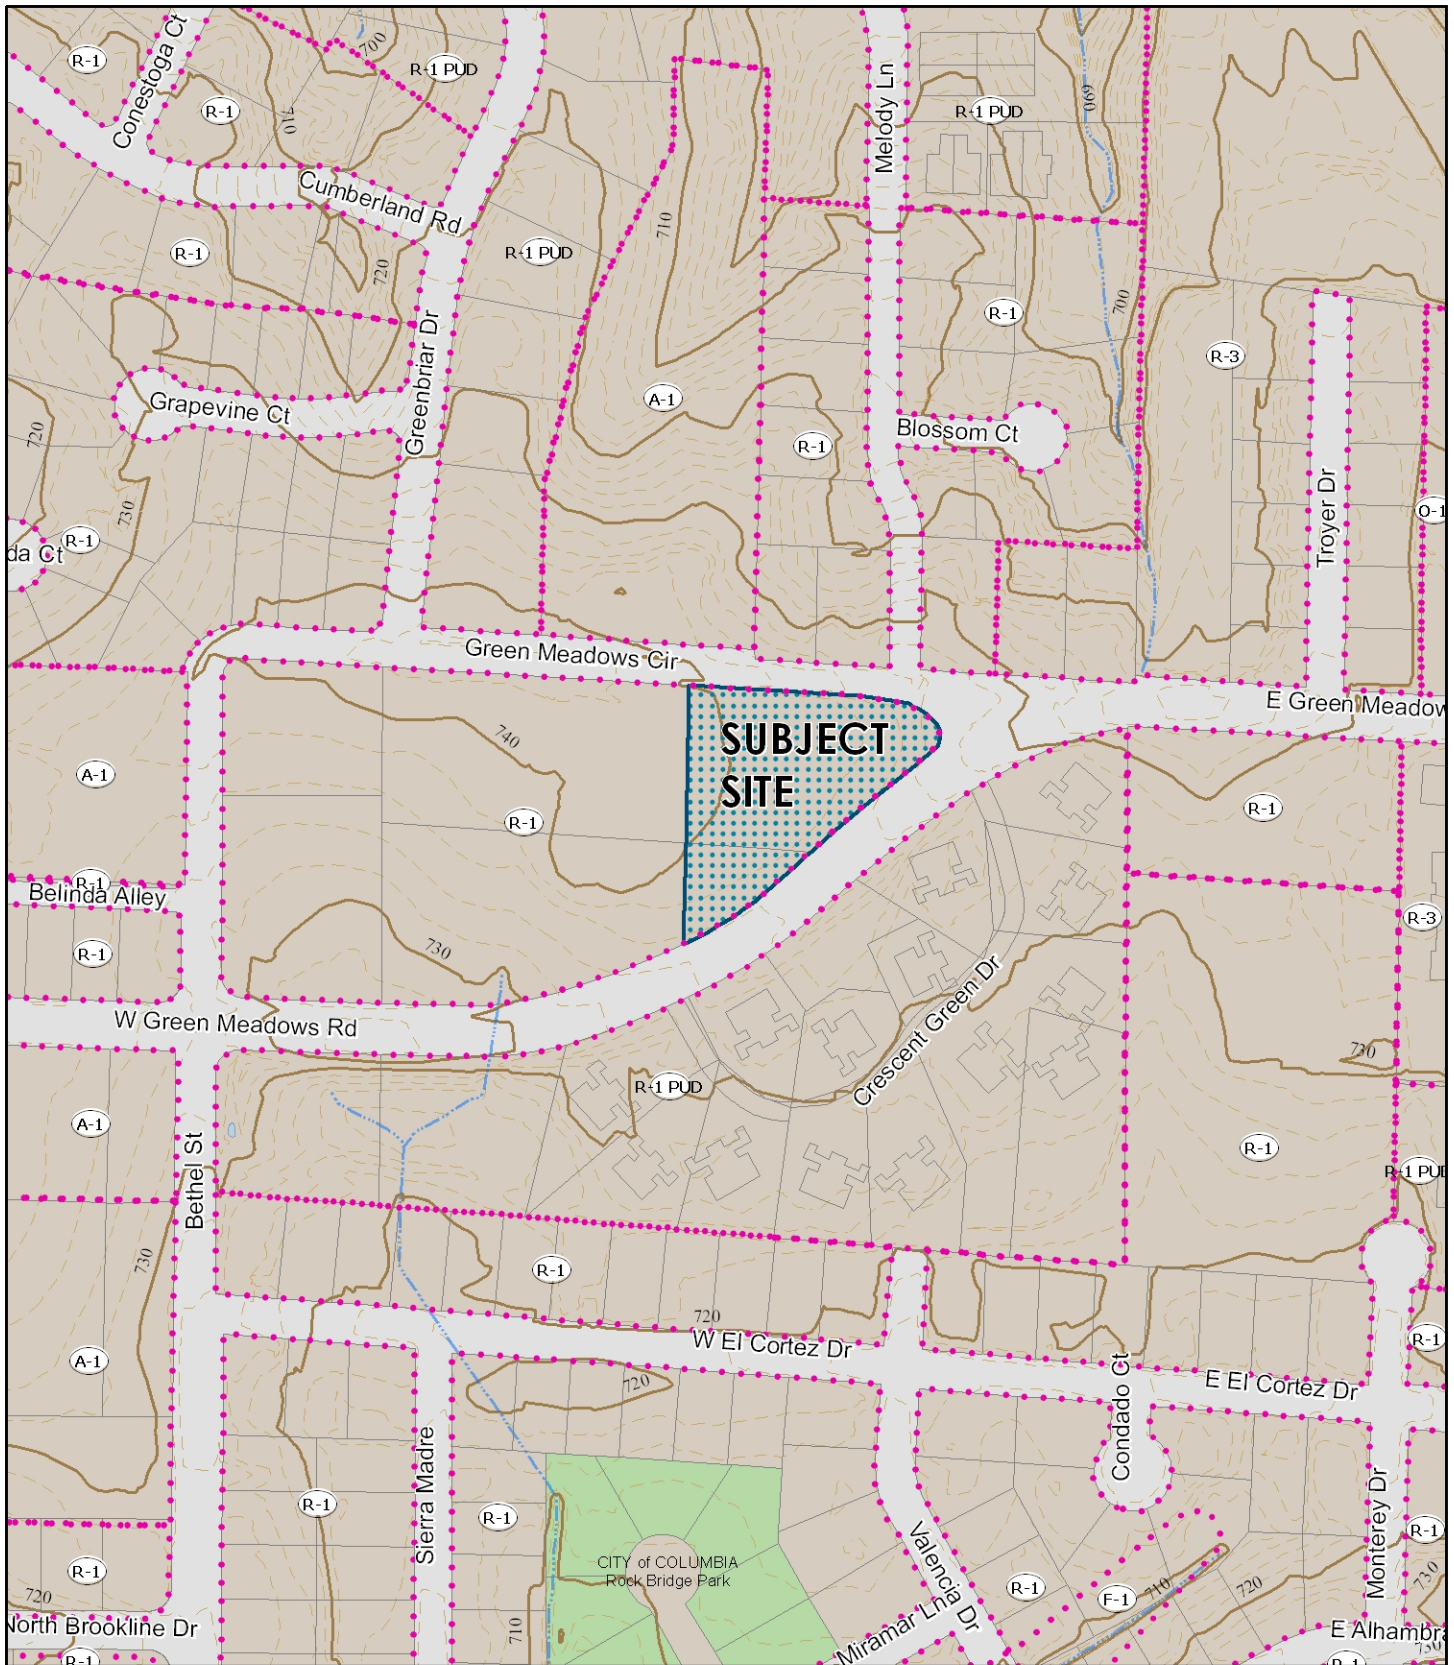 Conestoga Ct
R-1
700
R-1 PUD
Melody Ln
690
R-1 PUD
R-1
710
Cumberland Rd
R-1
720
R-1 PUD
710
R-1
700
R-3
Greenbriar Dr
Grapevine Ct
A-1
R-1
Blossom Ct
720
730
R-1
da Ct
Troyer Dr
O-1
Green Meadows Cir
E Green Meadow
SUBJECT
SITE
740
A-1
R-1
R-1
R-1
Belinda Alley
R-3
R-1
730
Crescent Green Dr
W Green Meadows Rd
730
R-1 PUD
A-1
Bethel St
R-1
R-1 PUD
730
R-1
720
W El Cortez Dr
R-1
A-1
720
Condado Ct
E El Cortez Dr
Sierra Madre
R-1
R-1
Valencia Dr
Monterey Dr
R-1
CITY of COLUMBIA
Rock Bridge Park
R-1
720
R-1
F-1
710
720
730
North Brookline Dr
710
Miramar Ln
E Alhambra
730
R-1
R-1